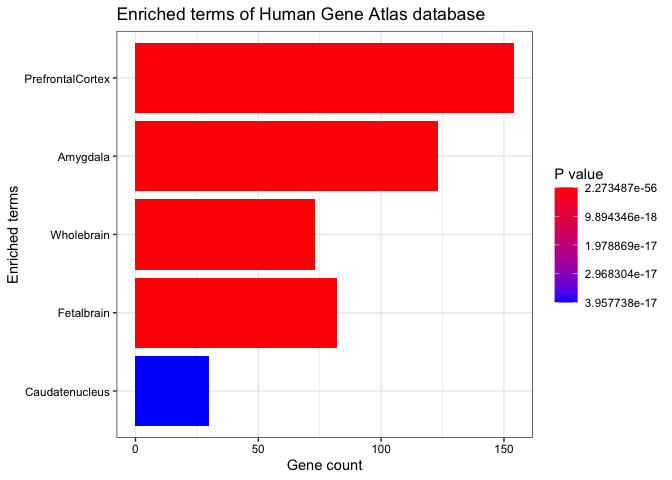 Enriched terms of Human Gene Atlas database
Enriched terms
PrefrontalCortex
Amygdala
Wholebrain
Fetalbrain
Caudatenucleus
0 50 100 150
Gene count
P value
2.273487e-56
9.894346e-18
1.978869e-17
2.968304e-17
3.957738e-17